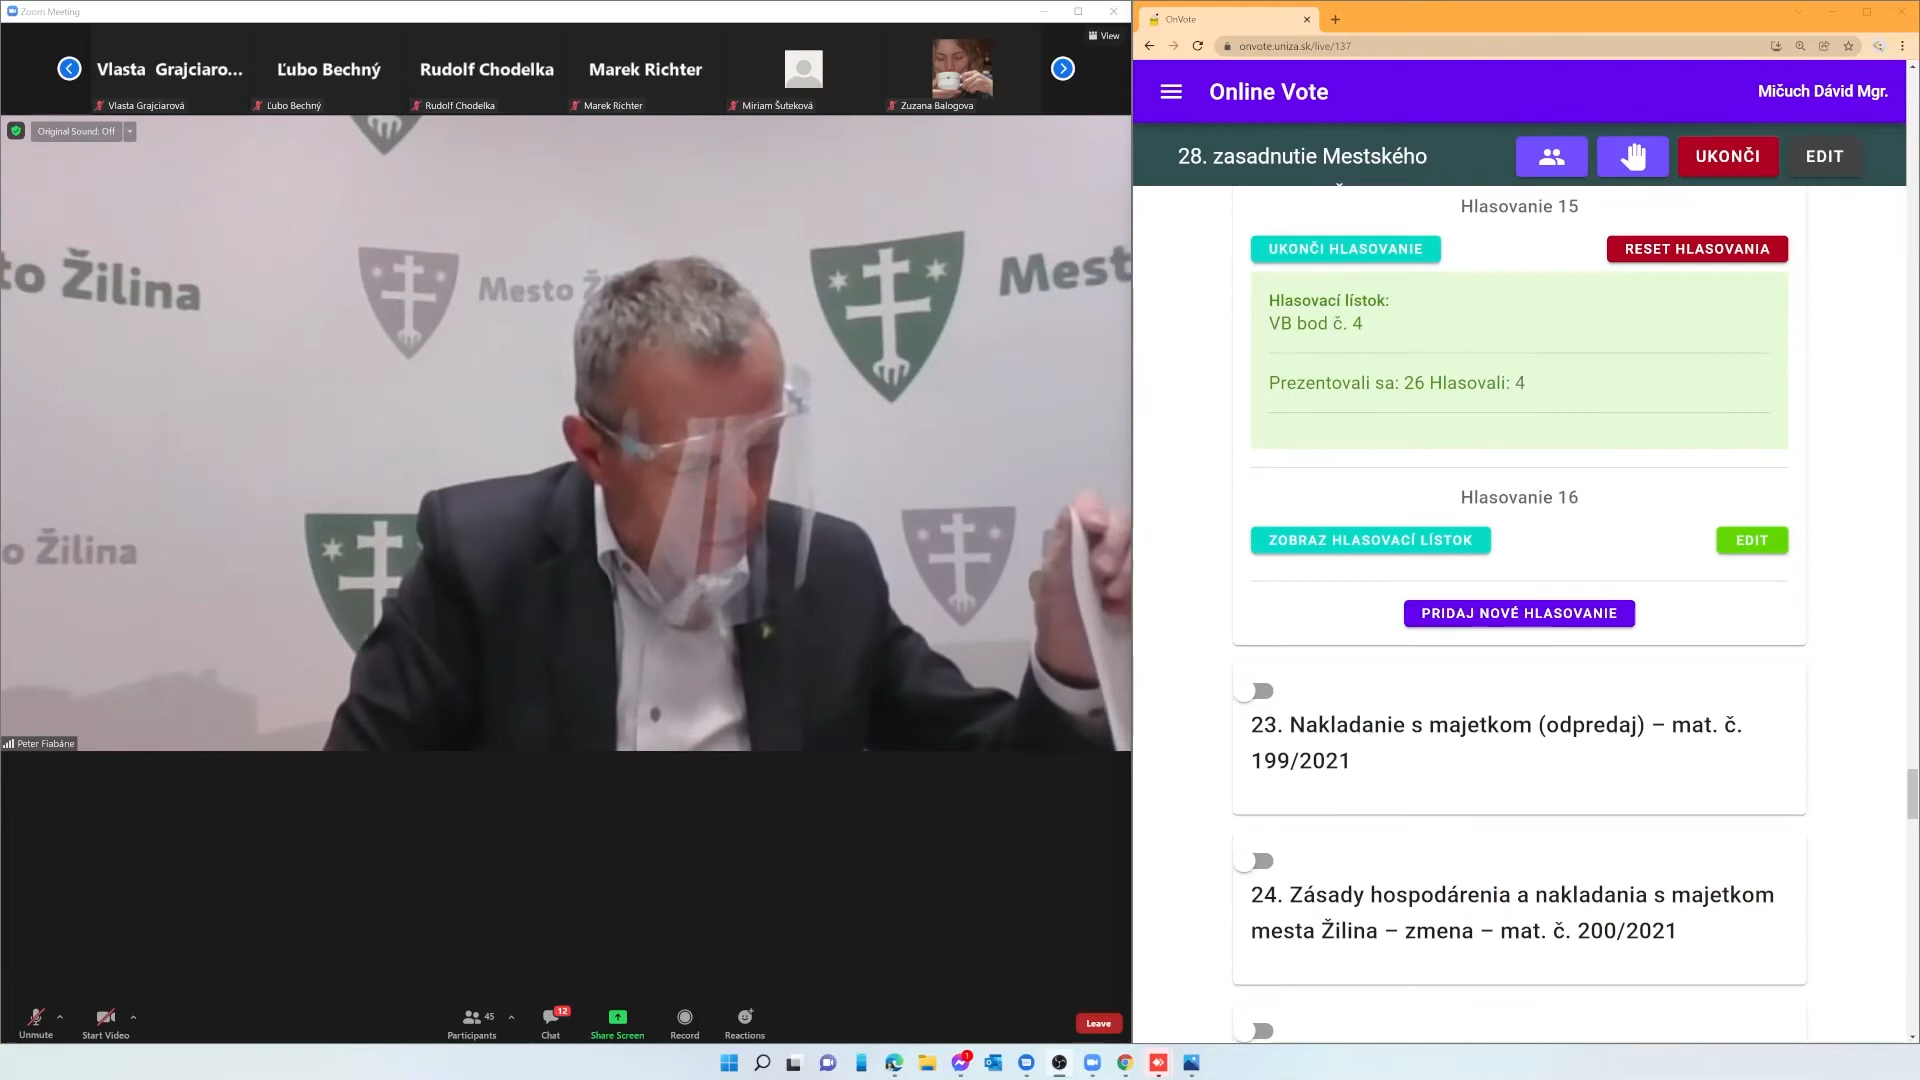 Zoom Meeting
View
Vlasta Grajciaro...
Ľubo Bechný
Rudolf Chodelka
Marek Richter
Vlasta Grajciarová
Ľubo Bechný
Rudolf Chodelka
Marek Richter
Miriam Šuteková
Zuzana Balogova
Original Sound: Off
to Žilina
Mesto Ži
Mesto
o Žilina
Peter Fiabáne
Unmute
Start Video
45
Participants
12
Chat
Share Screen
Record
Reactions
Leave
OnVote
onvote.uniza.sk/live/137
Online Vote
Mičuch Dávid Mgr.
28. zasadnutie Mestského
UKONČI
EDIT
Hlasovanie 15
UKONČI HLASOVANIE
RESET HLASOVANIA
Hlasovací lístok:
VB bod č. 4
Prezentovali sa: 26 Hlasovali: 4
Hlasovanie 16
ZOBRAZ HLASOVACÍ LÍSTOK
EDIT
PRIDAJ NOVÉ HLASOVANIE
23. Nakladanie s majetkom (odpredaj) – mat. č.
199/2021
24. Zásady hospodárenia a nakladania s majetkom
mesta Žilina – zmena – mat. č. 200/2021
1